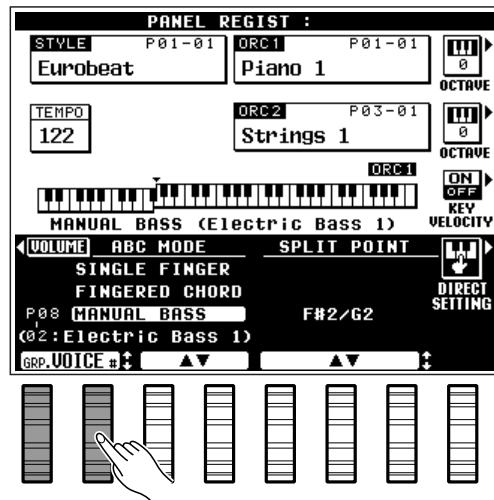 PANEL REGIST :
STYLE P01-01 ORC1 P01-01
Eurobeat Piano 1
0
OCTAVE
TEMPO ORC2 P03-01
122 Strings 1
0
OCTAVE
ORC1
ON
OFF
KEY
VELOCITY
MANUAL BASS (Electric Bass 1)
VOLUME ABC MODE SPLIT POINT
SINGLE FINGER
FINGERED CHORD
DIRECT
SETTING
P08 MANUAL BASS F#2/G2
(02:Electric Bass 1)
GRP.VOICE # ▲▼ ▲▼